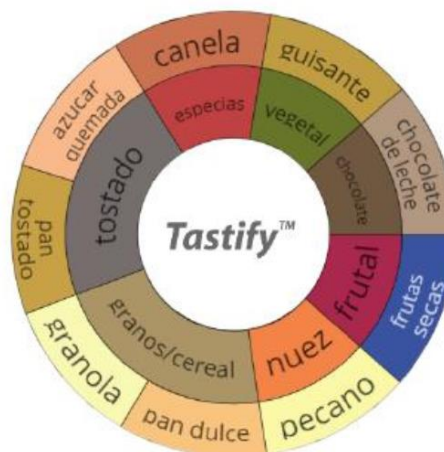 canela
guisante
chocolate
de leche
frutas
secas
pecano
pan dulce
granola
pan
tostado
azucar
quemada
especias
vegetal
chocolate
frutal
nuez
granos/cereal
tostado
Tastify™